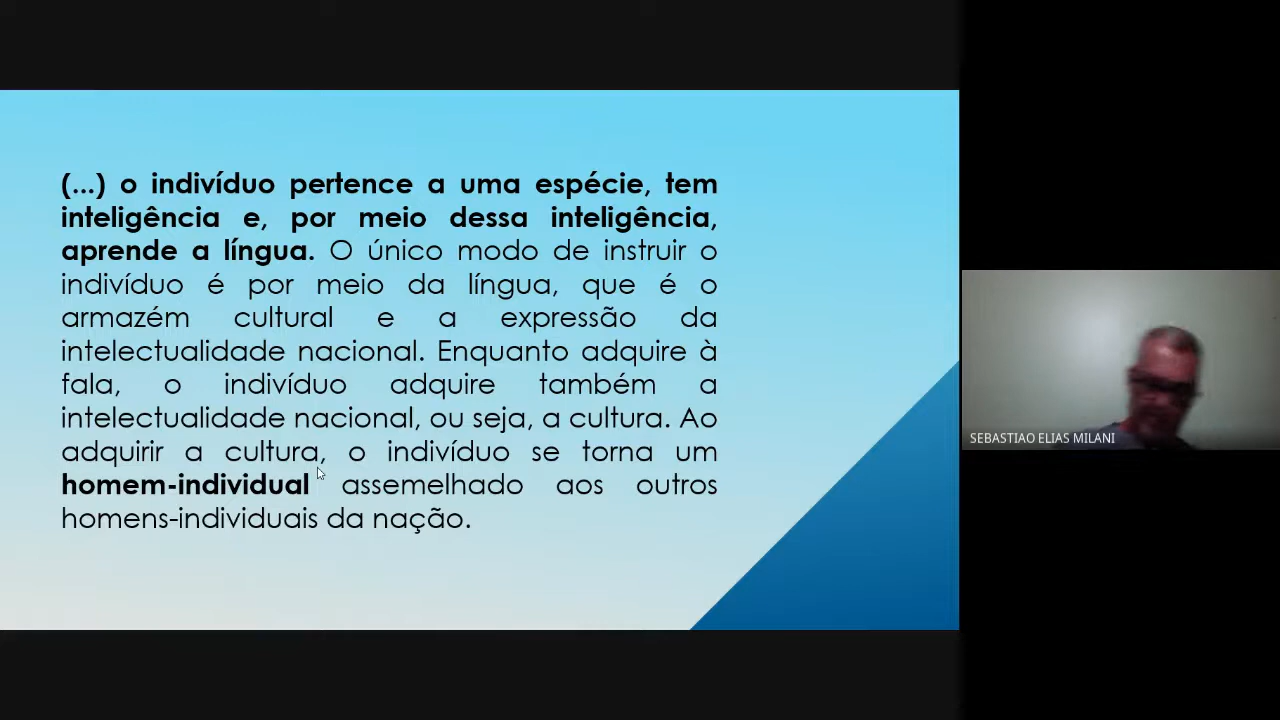 (...) o indivíduo pertence a uma espécie, tem
inteligência e, por meio dessa inteligência,
aprende a língua. O único modo de instruir o
indivíduo é por meio da língua, que é o
armazém cultural e a expressão da
intelectualidade nacional. Enquanto adquire à
fala, o indivíduo adquire também a
intelectualidade nacional, ou seja, a cultura. Ao
adquirir a cultura, o indivíduo se torna um
homem-individual assemelhado aos outros
homens-individuais da nação.
SEBASTIAO ELIAS MILANI